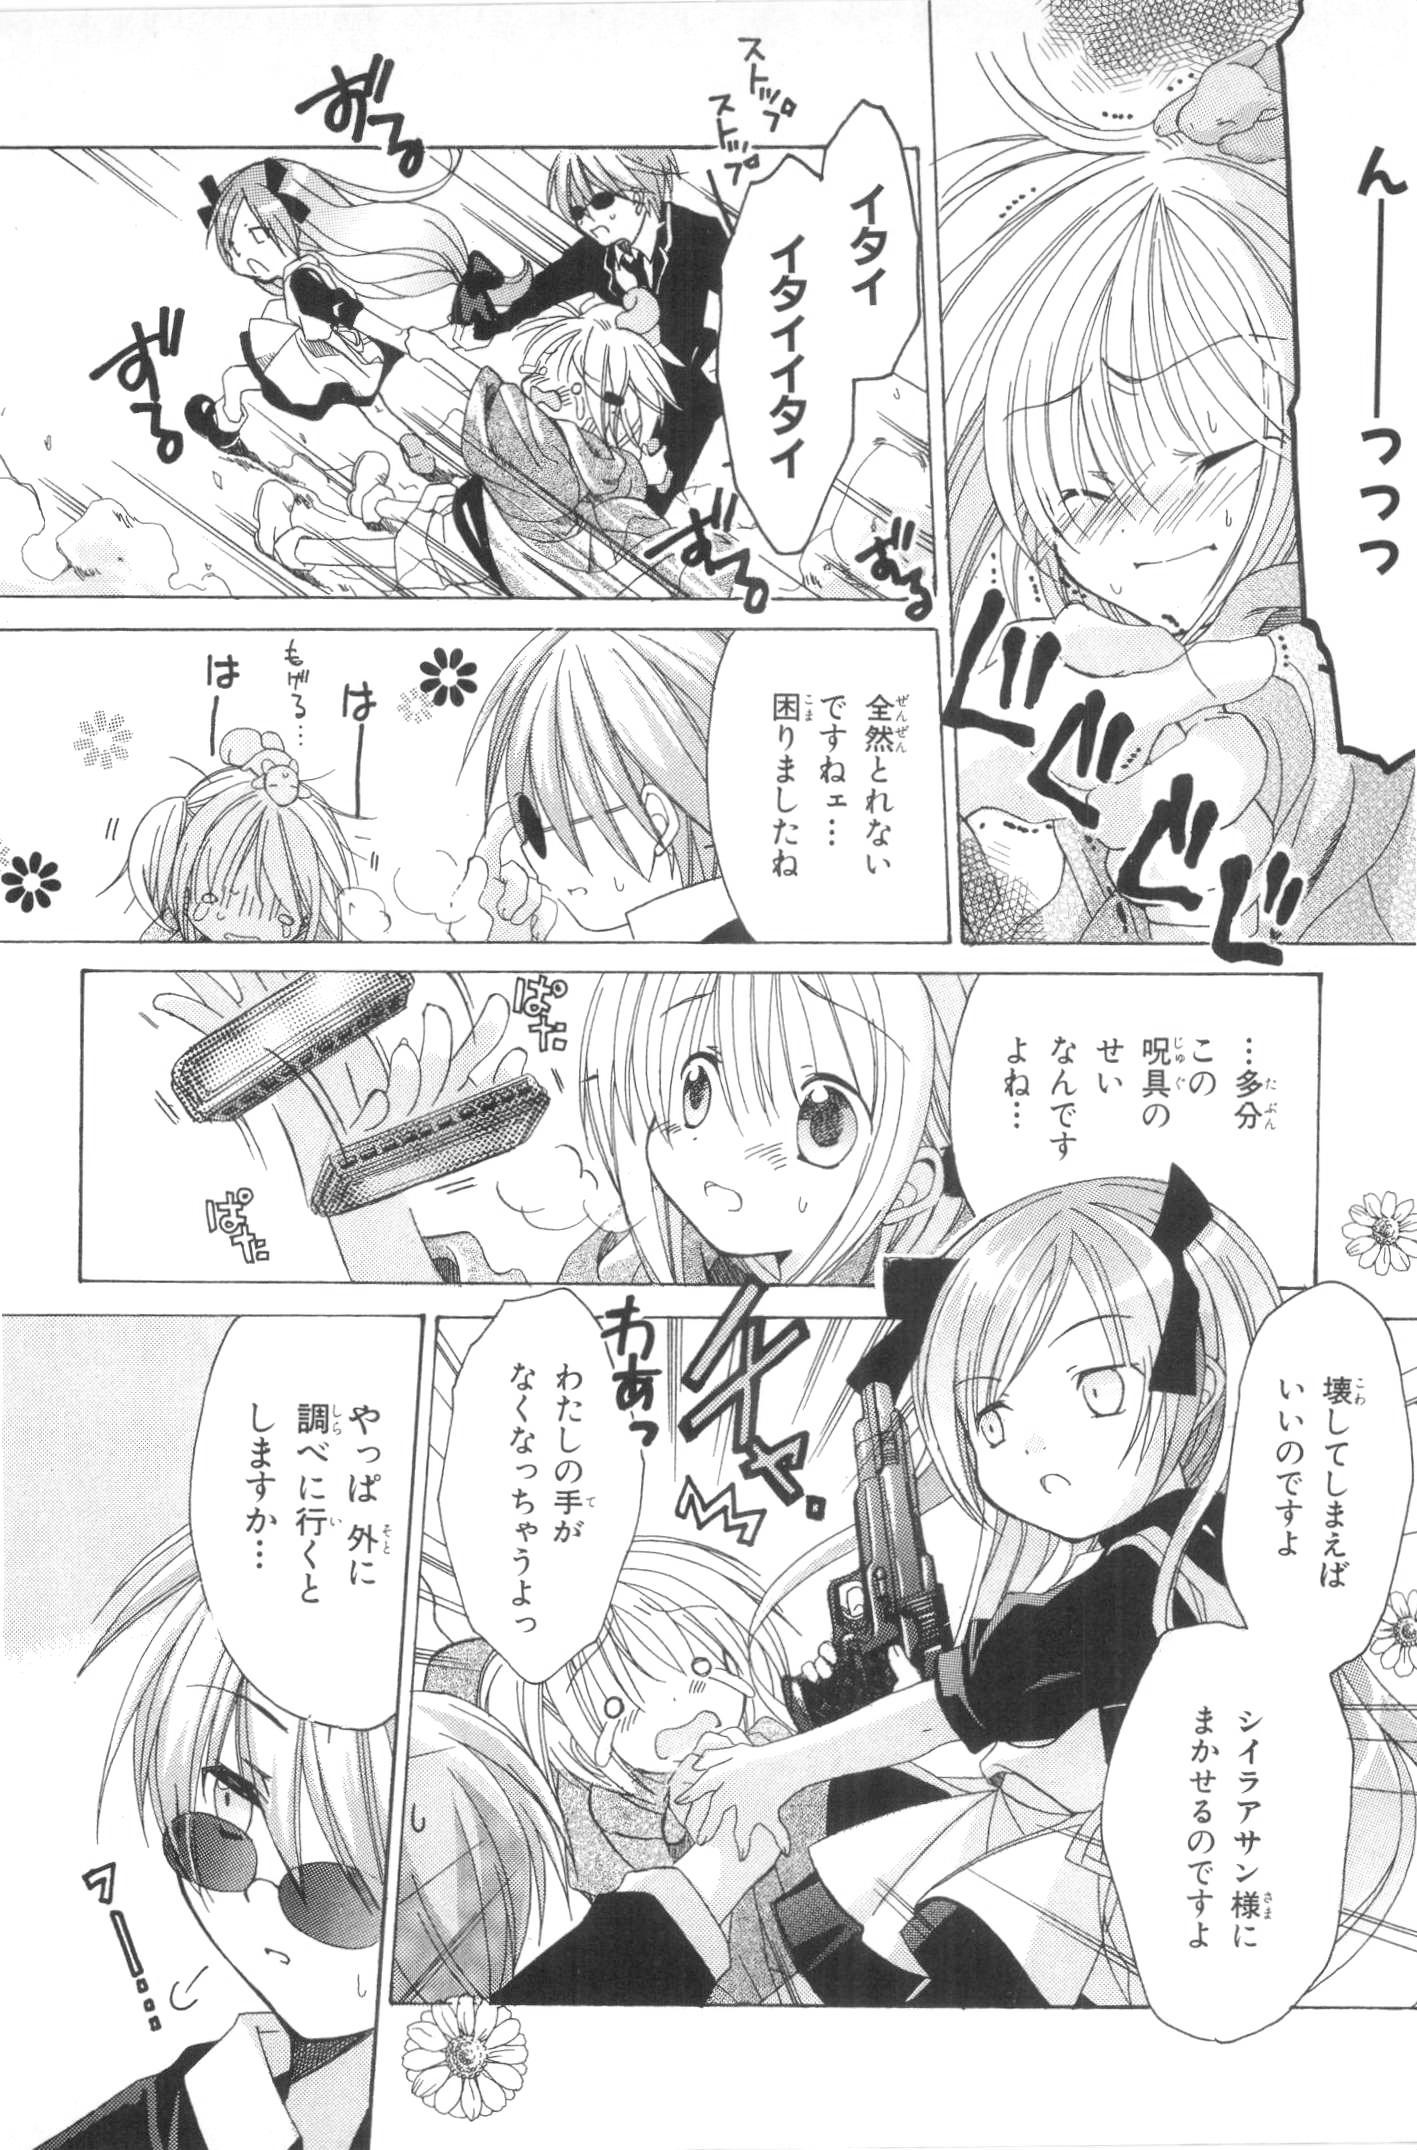 んーーっっっ
ぐぐぐぐ
ストップ
ストップ
イタイ
イタイイタイ
ずる
ずる
ずる
ずる
全然とれない
ですねェ…
困りましたね
はー
はー
もげる…
…多分
この
呪具の
せい
なんです
よね…
ぱた
ぱた
壊してしまえば
いいのですよ
シイラアサン様に
まかせるのですよ
ジャキ
わあっ
わたしの手が
なくなっちゃうよっ
やっぱ 外に
調べに行くと
しますか…
ワー……